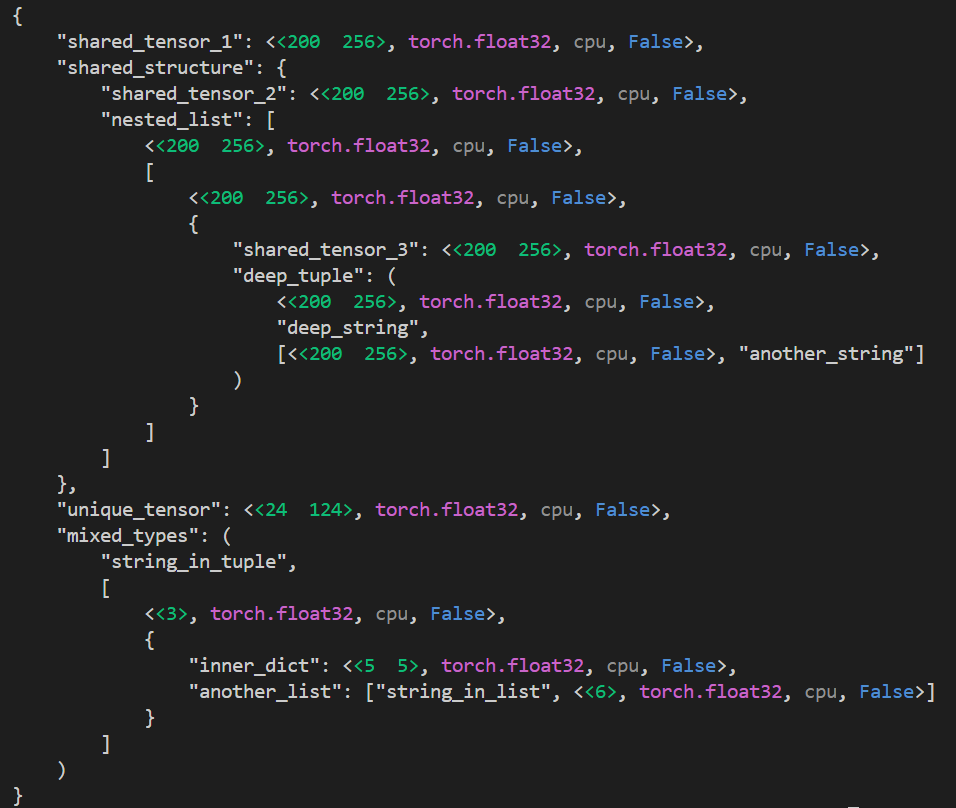 {
    "shared_tensor_1": <<200  256>, torch.float32, cpu, False>,
    "shared_structure": {
        "shared_tensor_2": <<200  256>, torch.float32, cpu, False>,
        "nested_list": [
            <<200  256>, torch.float32, cpu, False>,
            [
                <<200  256>, torch.float32, cpu, False>,
                {
                    "shared_tensor_3": <<200  256>, torch.float32, cpu, False>,
                    "deep_tuple": (
                        <<200  256>, torch.float32, cpu, False>,
                        "deep_string",
                        [<<200  256>, torch.float32, cpu, False>, "another_string"]
                    )
                }
            ]
        ]
    },
    "unique_tensor": <<24  124>, torch.float32, cpu, False>,
    "mixed_types": (
        "string_in_tuple",
        [
            <<3>, torch.float32, cpu, False>,
            {
                "inner_dict": <<5  5>, torch.float32, cpu, False>,
                "another_list": ["string_in_list", <<6>, torch.float32, cpu, False>]
            }
        ]
    )
}